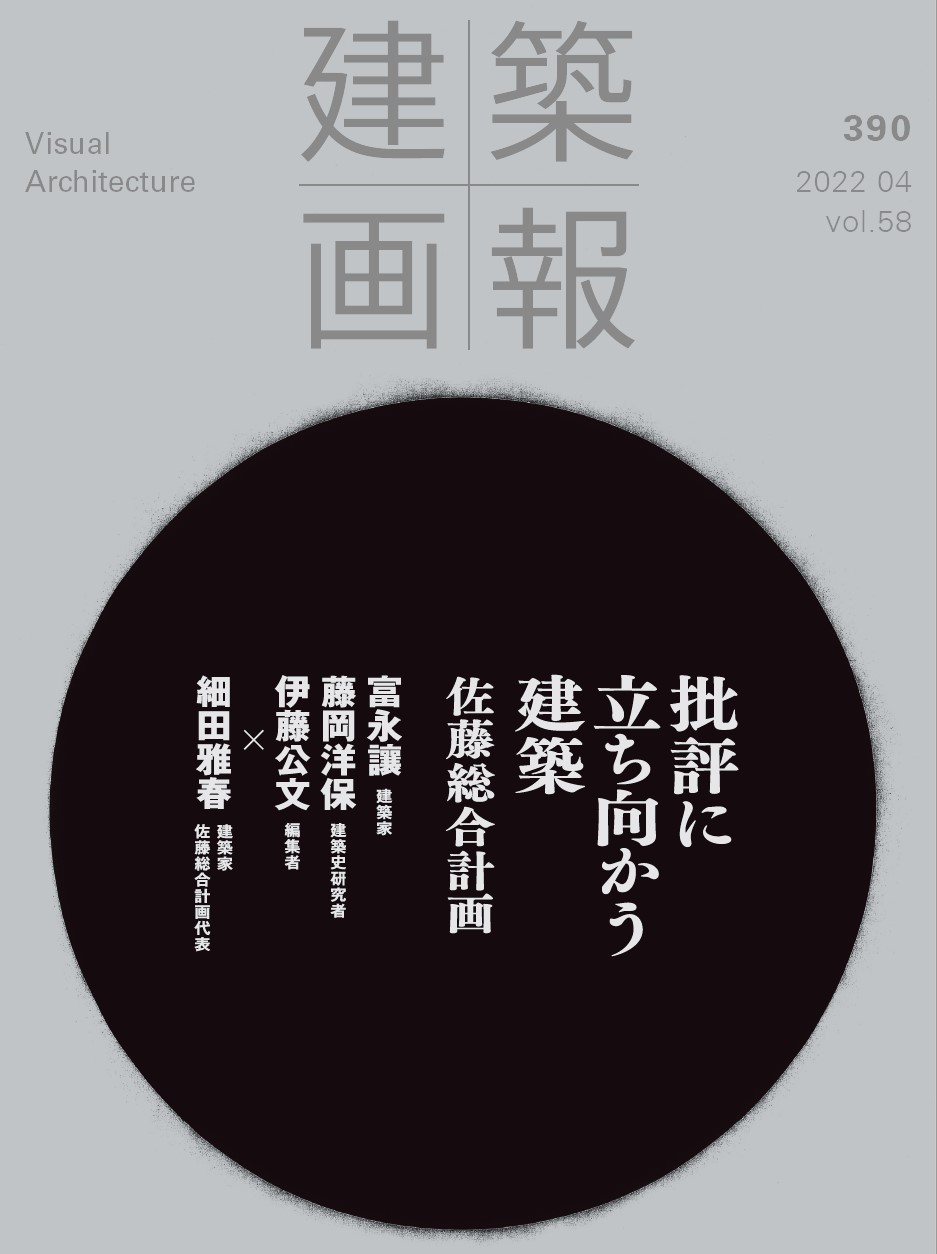 建築
画報
Visual
Architecture
390
2022 04
vol.58
批評に
立ち向かう
建築
佐藤総合計画
富永讓 建築家
藤岡洋保 建築史研究者
伊藤公文 編集者
×
細田雅春 建築家
佐藤総合計画代表